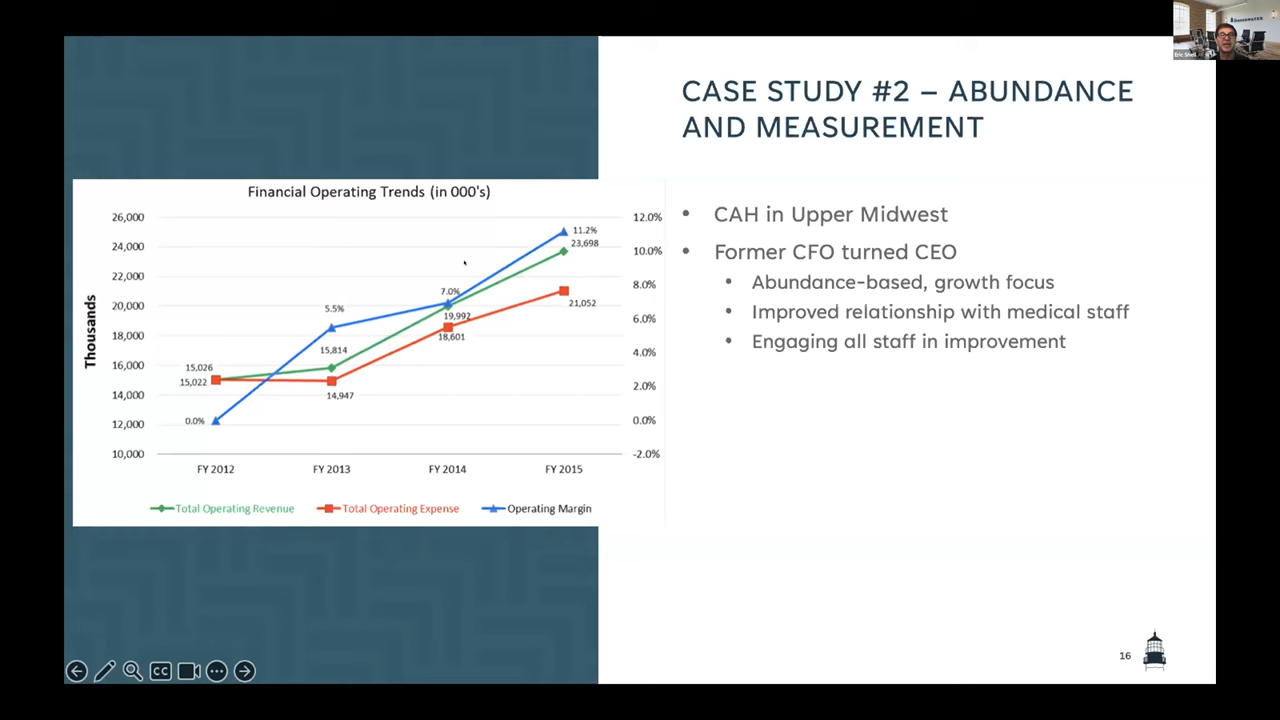 STROUDWATER
Eric Shell
CASE STUDY #2 – ABUNDANCE
AND MEASUREMENT
Financial Operating Trends (in 000's)
Thousands
26,000
24,000
22,000
20,000
18,000
16,000
14,000
12,000
10,000
12.0%
10.0%
8.0%
6.0%
4.0%
2.0%
0.0%
-2.0%
15,026
15,022
0.0%
5.5%
15,814
14,947
7.0%
19,992
18,601
11.2%
23,698
21,052
FY 2012
FY 2013
FY 2014
FY 2015
Total Operating Revenue
Total Operating Expense
Operating Margin
• CAH in Upper Midwest
• Former CFO turned CEO
• Abundance-based, growth focus
• Improved relationship with medical staff
• Engaging all staff in improvement
CC
16